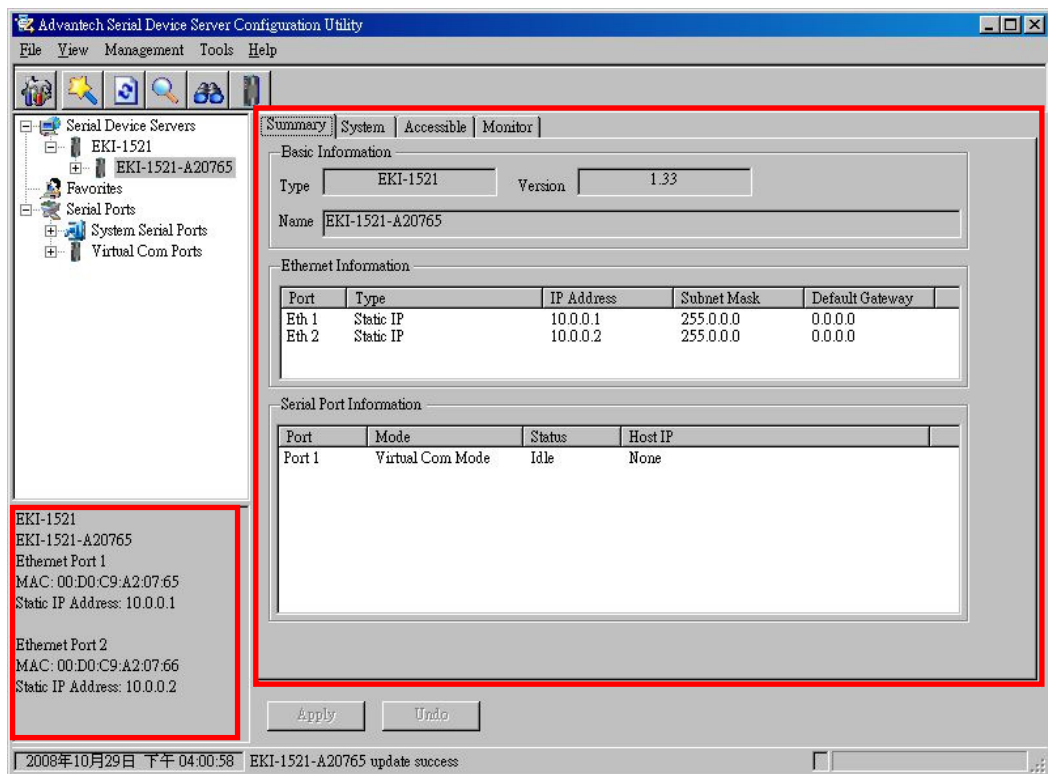 Advantech Serial Device Server Configuration Utility
File View Management Tools Help
Serial Device Servers
EKI-1521
EKI-1521-A20765
Favorites
Serial Ports
System Serial Ports
Virtual Com Ports
EKI-1521
EKI-1521-A20765
Ethernet Port 1
MAC: 00:D0:C9:A2:07:65
Static IP Address: 10.0.0.1
Ethernet Port 2
MAC: 00:D0:C9:A2:07:66
Static IP Address: 10.0.0.2
Summary System Accessible Monitor
Basic Information
Type EKI-1521 Version 1.33
Name EKI-1521-A20765
Ethernet Information
Port Type IP Address Subnet Mask Default Gateway
Eth 1 Static IP 10.0.0.1 255.0.0.0 0.0.0.0
Eth 2 Static IP 10.0.0.2 255.0.0.0 0.0.0.0
Serial Port Information
Port Mode Status Host IP
Port 1 Virtual Com Mode Idle None
Apply Undo
2008年10月29日 下午 04:00:58 EKI-1521-A20765 update success